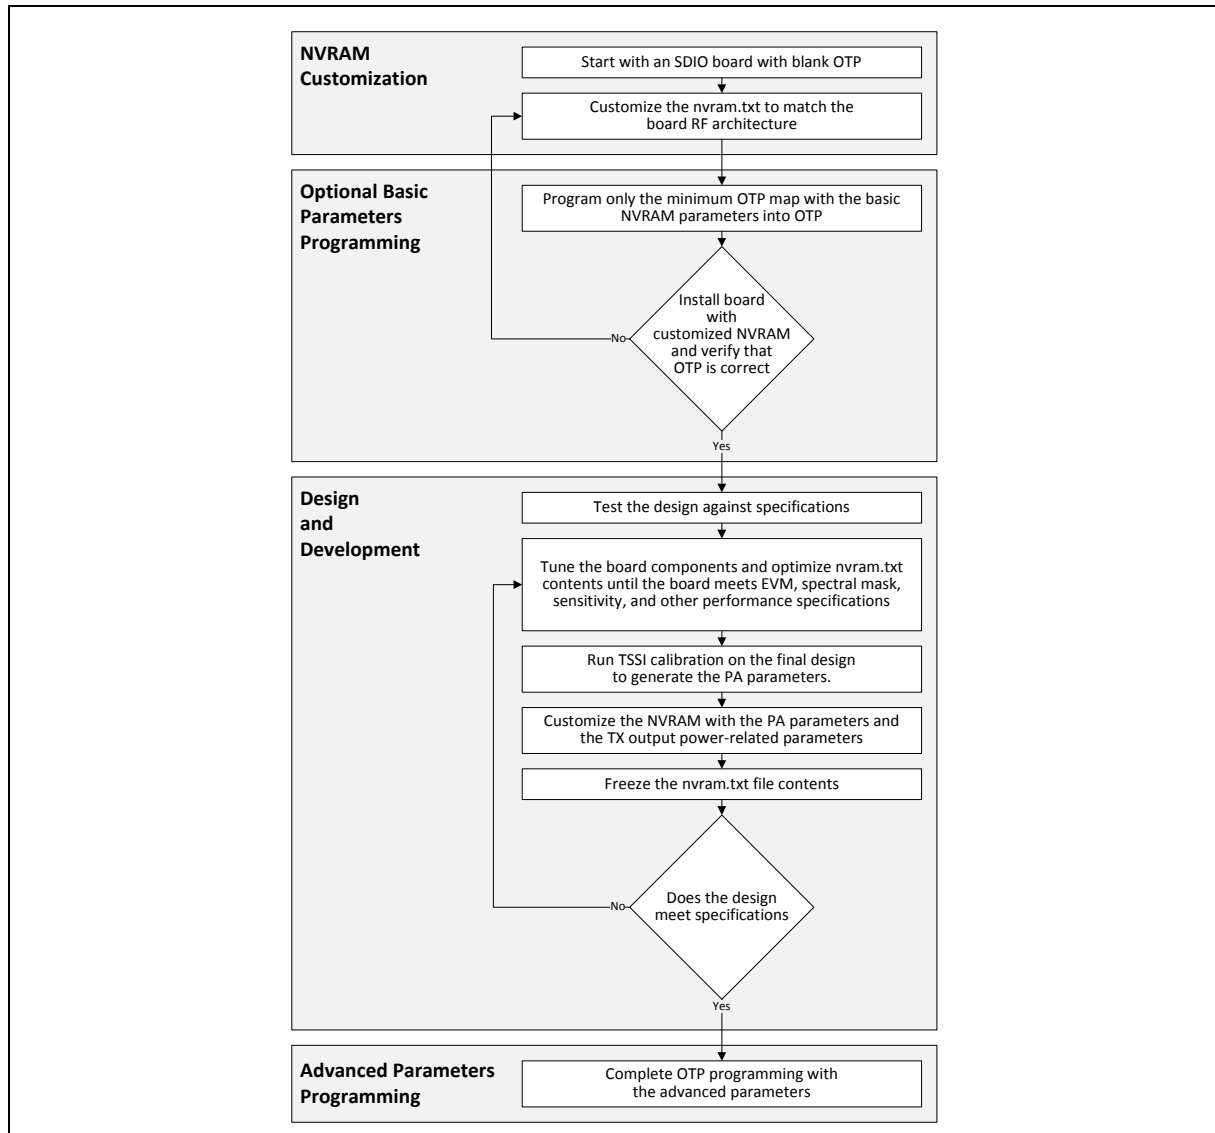 NVRAM
Customization
Start with an SDIO board with blank OTP
Customize the nvram.txt to match the
board RF architecture
Optional Basic
Parameters
Programming
Program only the minimum OTP map with the basic
NVRAM parameters into OTP
Install board
with
customized NVRAM
and verify that
OTP is correct
No
Yes
Design
and
Development
Test the design against specifications
Tune the board components and optimize nvram.txt
contents until the board meets EVM, spectral mask,
sensitivity, and other performance specifications
Run TSSI calibration on the final design
to generate the PA parameters.
Customize the NVRAM with the PA parameters and
the TX output power-related parameters
Freeze the nvram.txt file contents
Does the design
meet specifications
No
Yes
Advanced Parameters
Programming
Complete OTP programming with
the advanced parameters